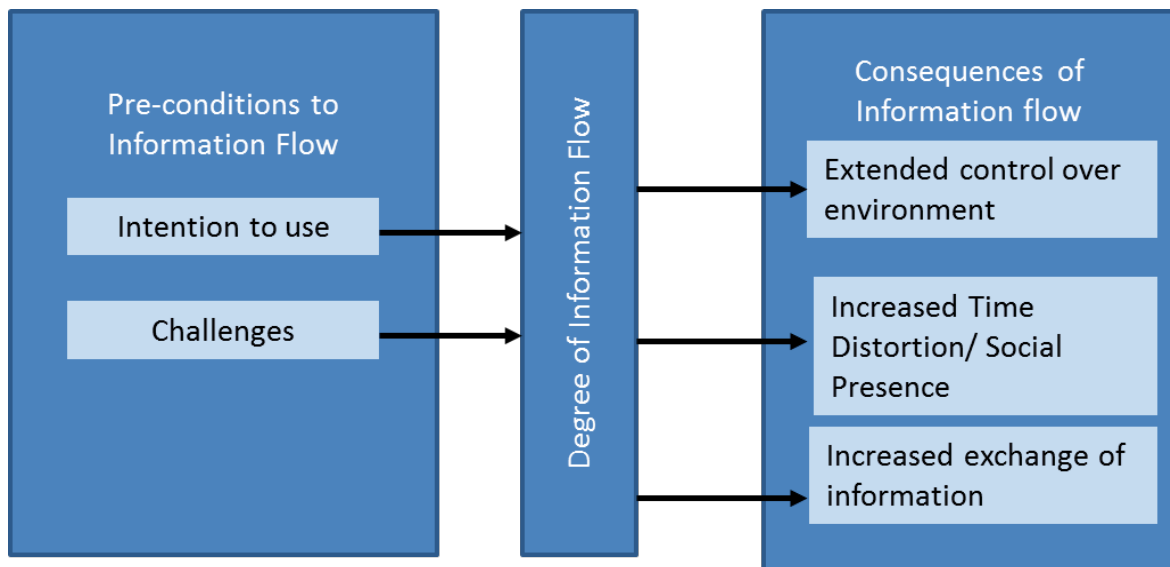 Pre-conditions to
Information Flow
Intention to use
Challenges
Degree of Information Flow
Consequences of
Information flow
Extended control over
environment
Increased Time
Distortion/ Social
Presence
Increased exchange of
information